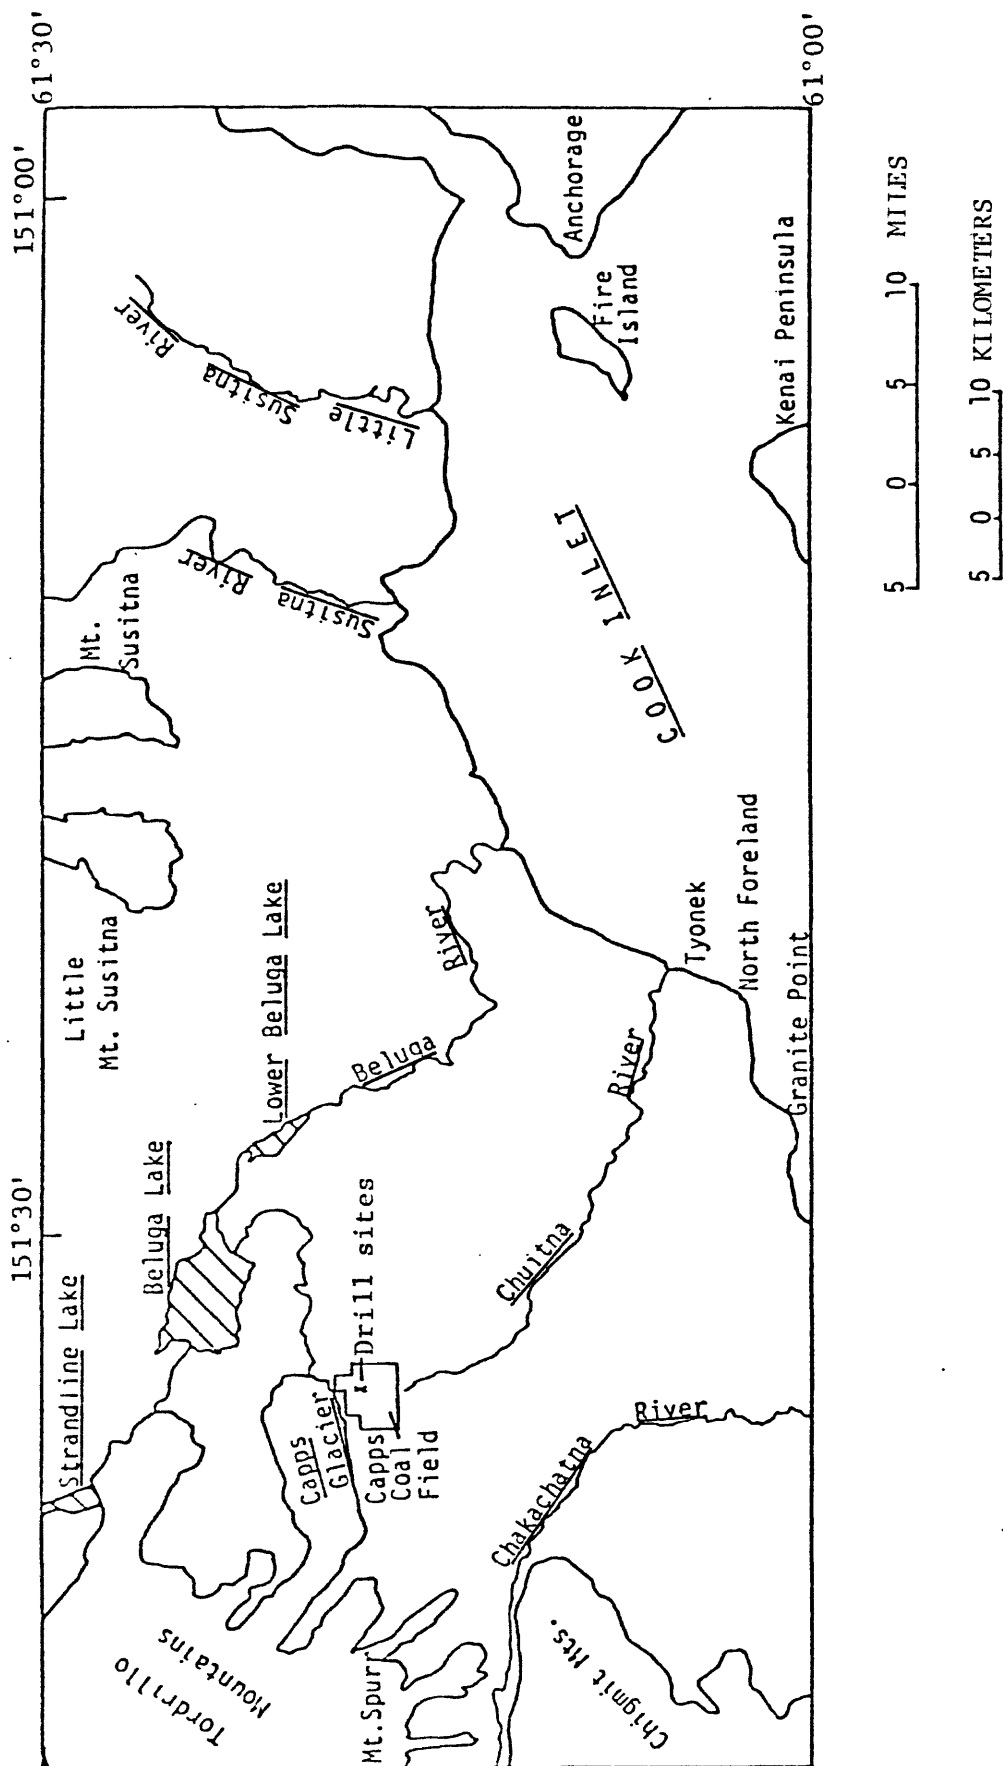 151°30'
151°00'
61°30'
Strandline Lake
Beluga Lake
Little
Mt. Susitna
Mt.
Susitna
Lower Beluga Lake
Tordrillo
Mountains
Susitna
River
Little
Susitna
River
Capps
Glacier
Drill sites
Capps
Coal
Field
Mt.Spurr
Beluga
River
Chakachatna
River
Chuitna
River
Chigmit Mts.
COOK INLET
Anchorage
Fire
Island
Tyonek
North Foreland
Granite Point
Kenai Peninsula
61°00'
5 0 5 10 MILES
5 0 5 10 KILOMETERS